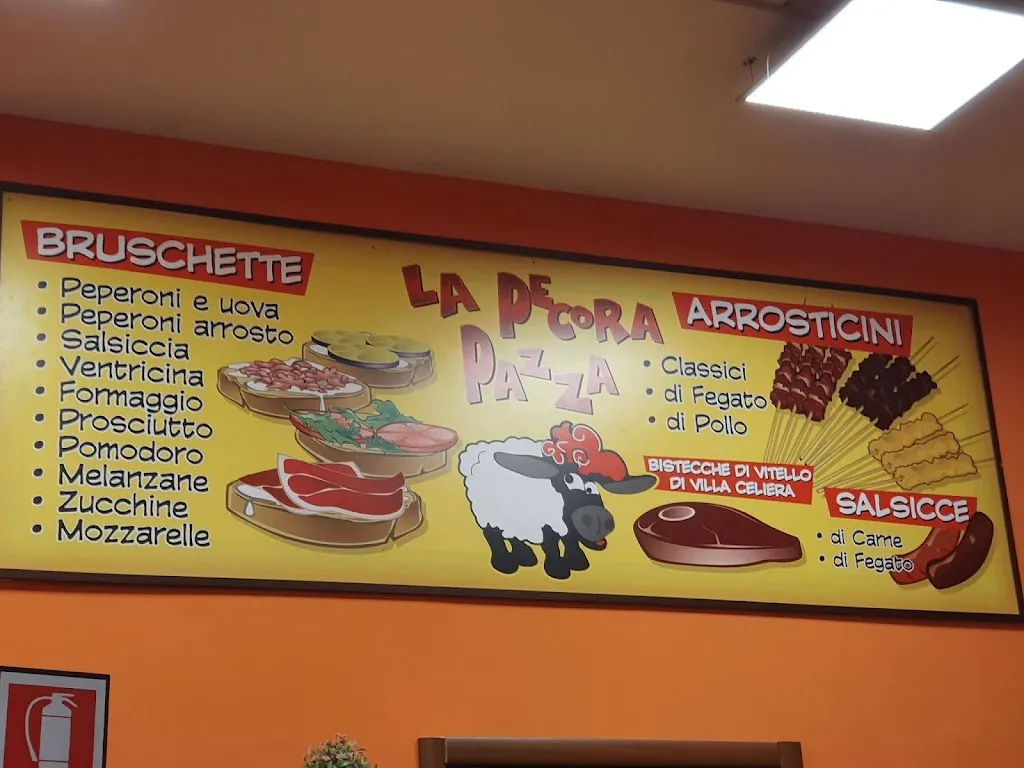 BRUSCHETTE
• Peperoni e uova
• Peperoni arrosto
• Salsiccia
• Ventricina
• Formaggio
• Prosciutto
• Pomodoro
• Melanzane
• Zucchine
• Mozzarelle
LA PECORA
PAZZA
ARROSTICINI
• Classici
• di Fegato
• di Pollo
BISTECCHE DI VITELLO
DI VILLA CELIERA
SALSICCE
• di Carne
• di Fegato